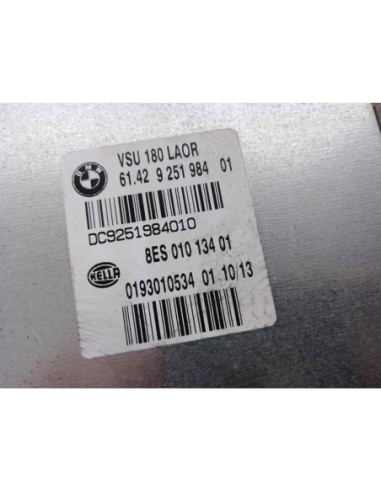 BMW
VSU 180 LAOR
61.42 9 251 984 01
DC9251984010
8ES 010 134 01
HELLA
0193010534 01 10 13